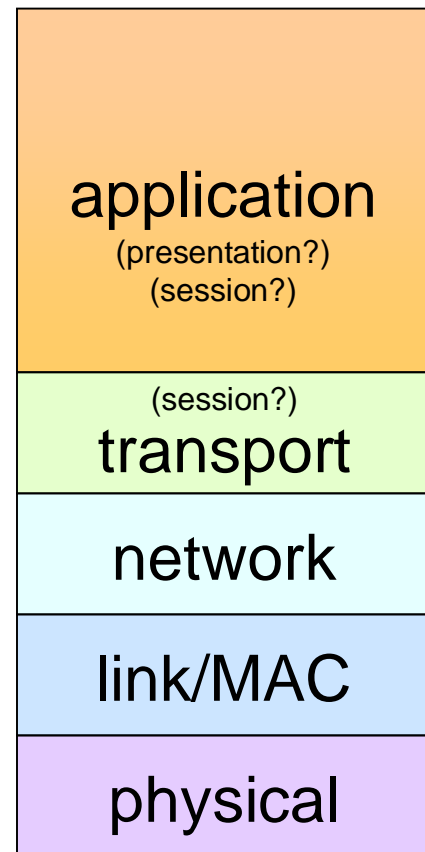 application
(presentation?)
(session?)
(session?)
transport
network
link/MAC
physical